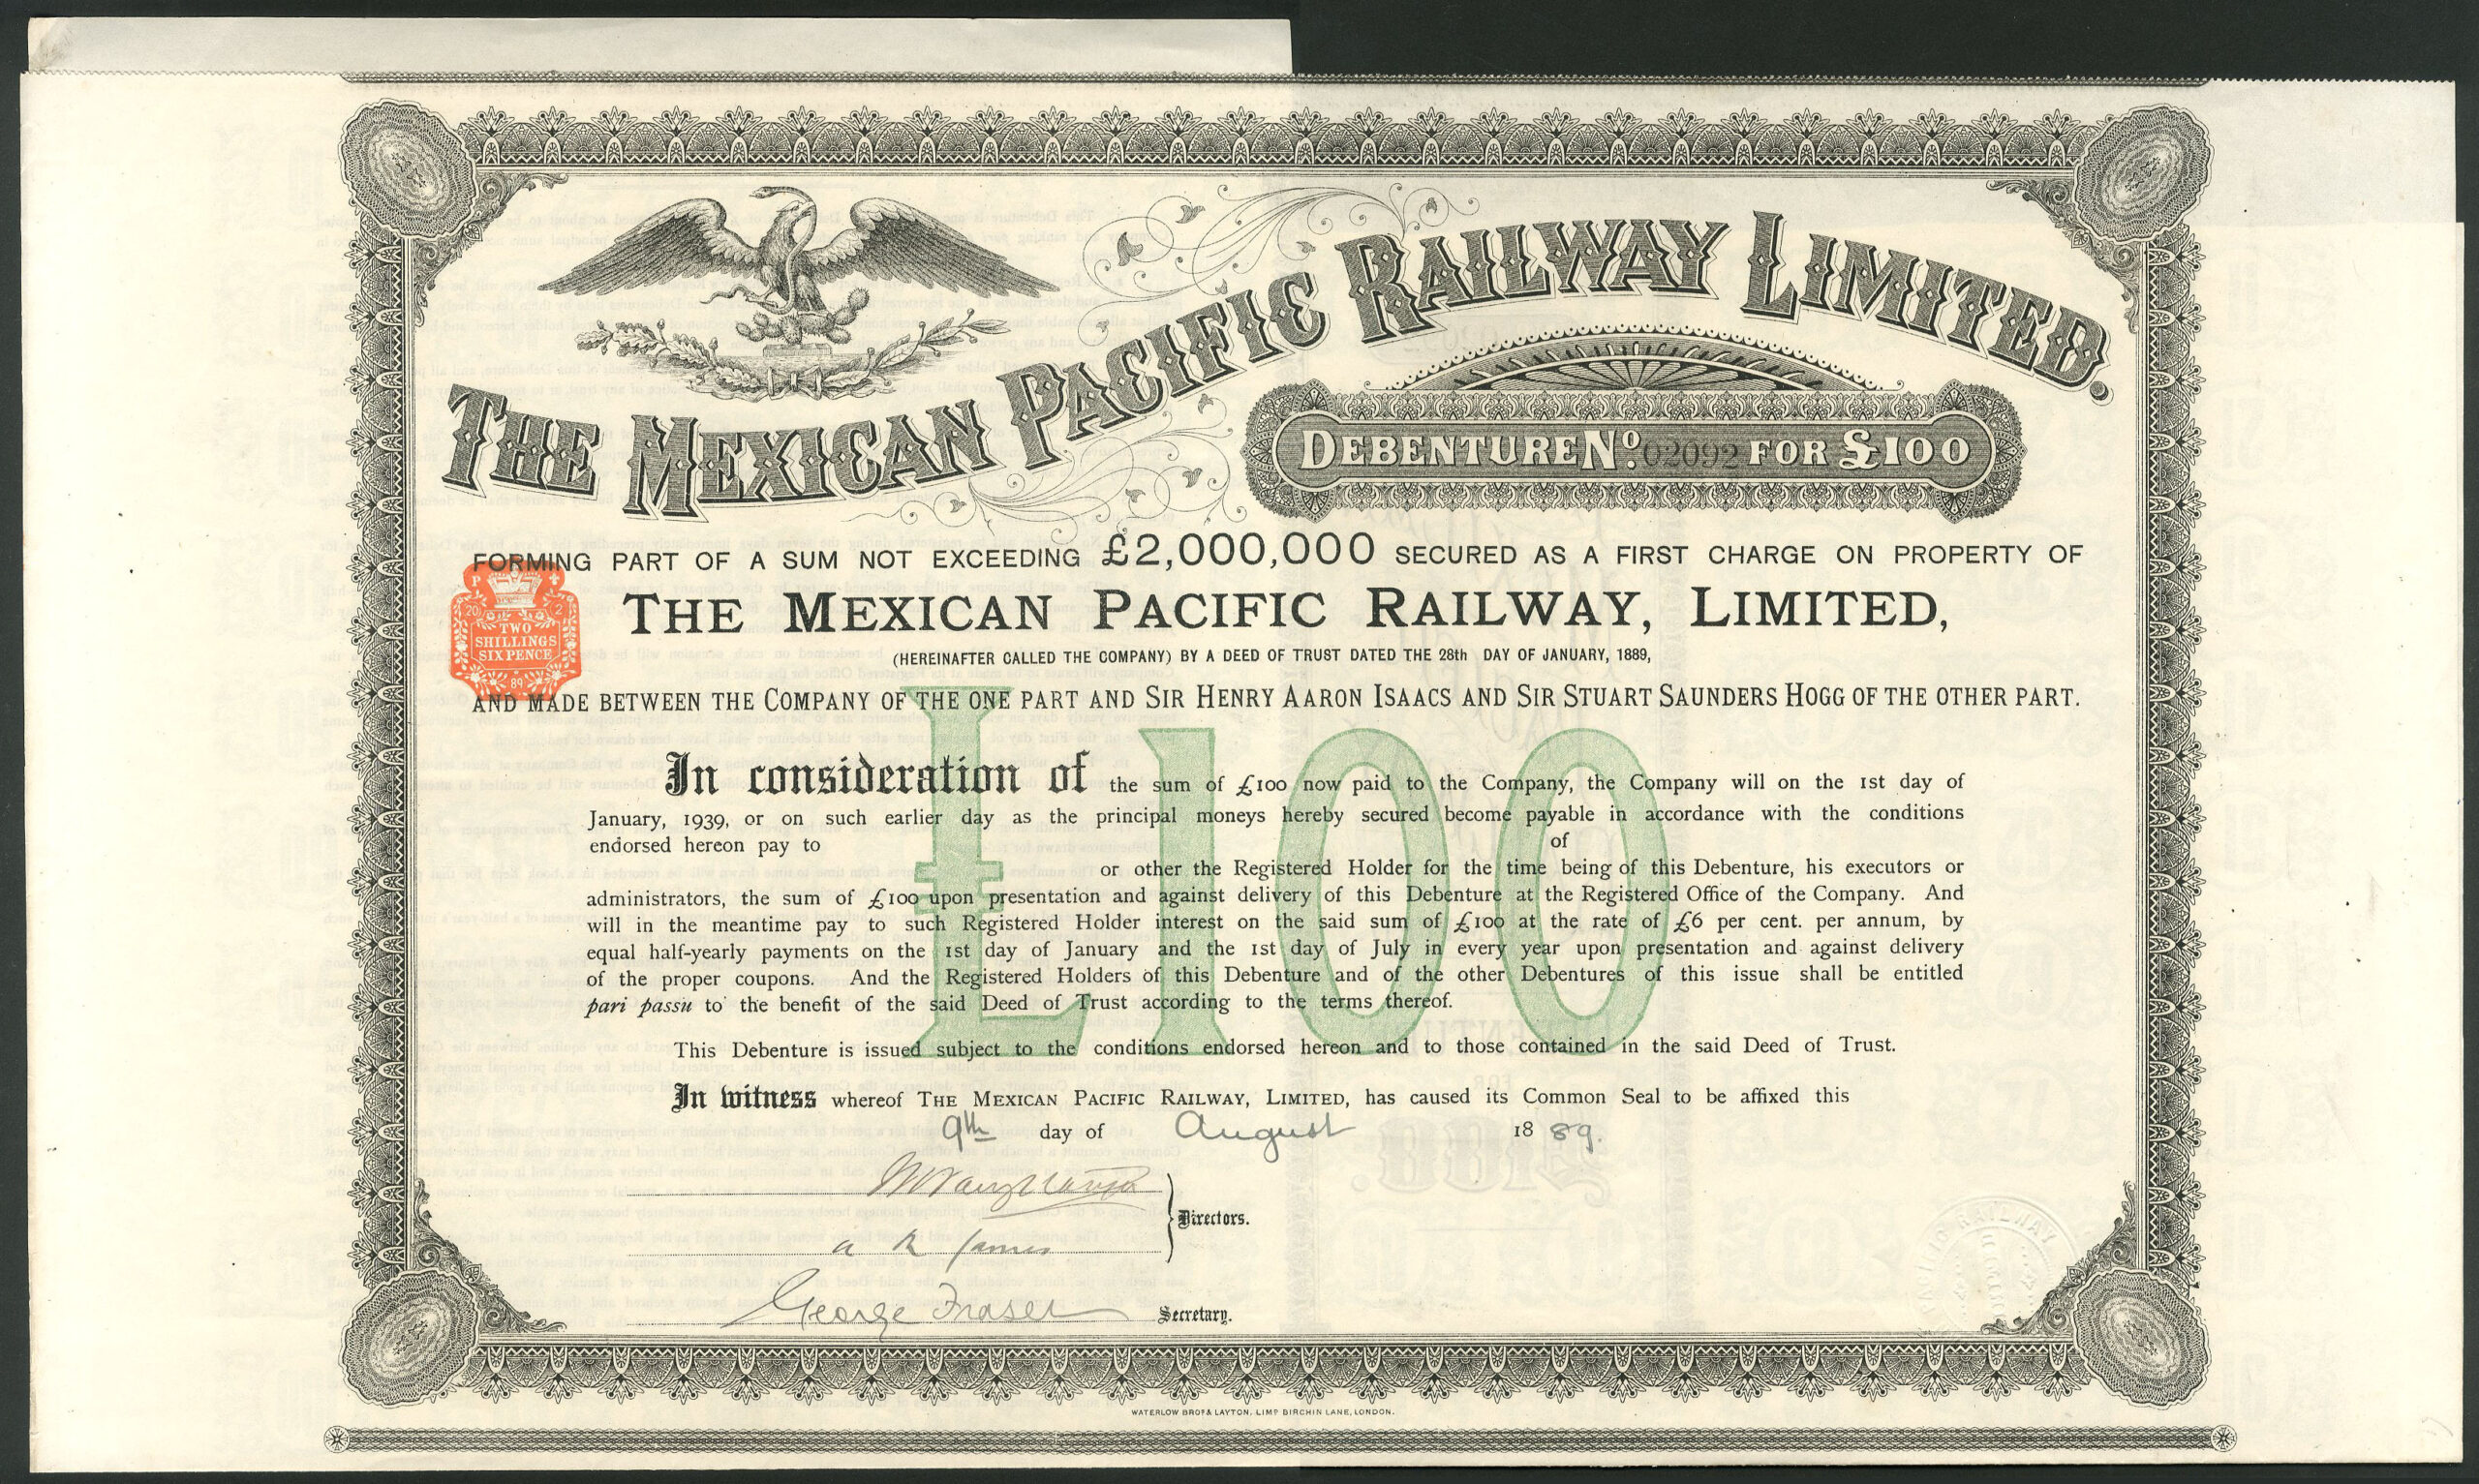 THE MEXICAN PACIFIC RAILWAY LIMITED.
DEBENTURE No. 02092 FOR £100
FORMING PART OF A SUM NOT EXCEEDING £2,000,000 SECURED AS A FIRST CHARGE ON PROPERTY OF
THE MEXICAN PACIFIC RAILWAY, LIMITED,
(HEREINAFTER CALLED THE COMPANY) BY A DEED OF TRUST DATED THE 28th DAY OF JANUARY, 1889,
AND MADE BETWEEN THE COMPANY OF THE ONE PART AND SIR HENRY AARON ISAACS AND SIR STUART SAUNDERS HOGG OF THE OTHER PART.
P
20 2
TWO
SHILLINGS
SIXPENCE
89
£100
In consideration of the sum of £100 now paid to the Company, the Company will on the 1st day of
January, 1939, or on such earlier day as the principal moneys hereby secured become payable in accordance with the conditions
endorsed hereon pay to of
or other the Registered Holder for the time being of this Debenture, his executors or
administrators, the sum of £100 upon presentation and against delivery of this Debenture at the Registered Office of the Company. And
will in the meantime pay to such Registered Holder interest on the said sum of £100 at the rate of £6 per cent. per annum, by
equal half-yearly payments on the 1st day of January and the 1st day of July in every year upon presentation and against delivery
of the proper coupons. And the Registered Holders of this Debenture and of the other Debentures of this issue shall be entitled
pari passu to the benefit of the said Deed of Trust according to the terms thereof.
This Debenture is issued subject to the conditions endorsed hereon and to those contained in the said Deed of Trust.
In witness whereof THE MEXICAN PACIFIC RAILWAY, LIMITED, has caused its Common Seal to be affixed this
9th day of August 1889.
Directors.
a R James
George Fraser Secretary.
PACIFIC RAILWAY
WATERLOW BROS & LAYTON, LIMD BIRCHIN LANE, LONDON.